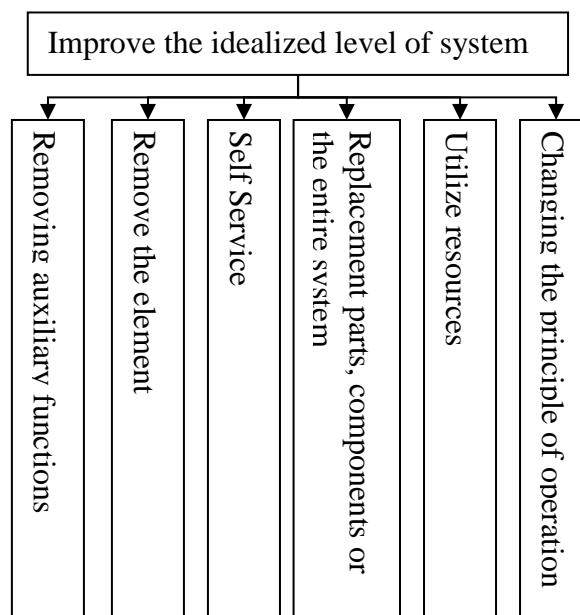 Improve the idealized level of system
Removing auxiliary functions
Remove the element
Self Service
Replacement parts, components or
the entire system
Utilize resources
Changing the principle of operation